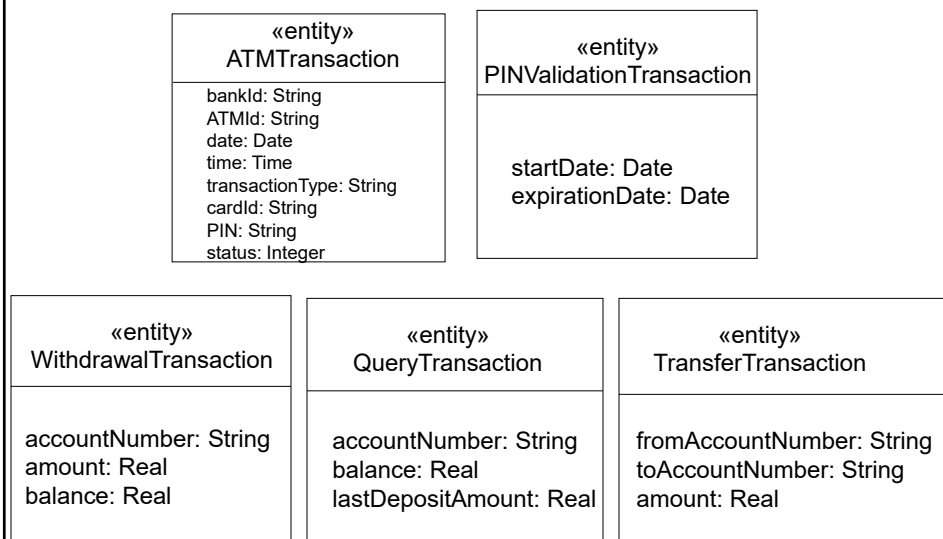 «entity»
ATMTransaction
bankId: String
ATMId: String
date: Date
time: Time
transactionType: String
cardId: String
PIN: String
status: Integer
«entity»
PINValidationTransaction
startDate: Date
expirationDate: Date
«entity»
WithdrawalTransaction
accountNumber: String
amount: Real
balance: Real
«entity»
QueryTransaction
accountNumber: String
balance: Real
lastDepositAmount: Real
«entity»
TransferTransaction
fromAccountNumber: String
toAccountNumber: String
amount: Real